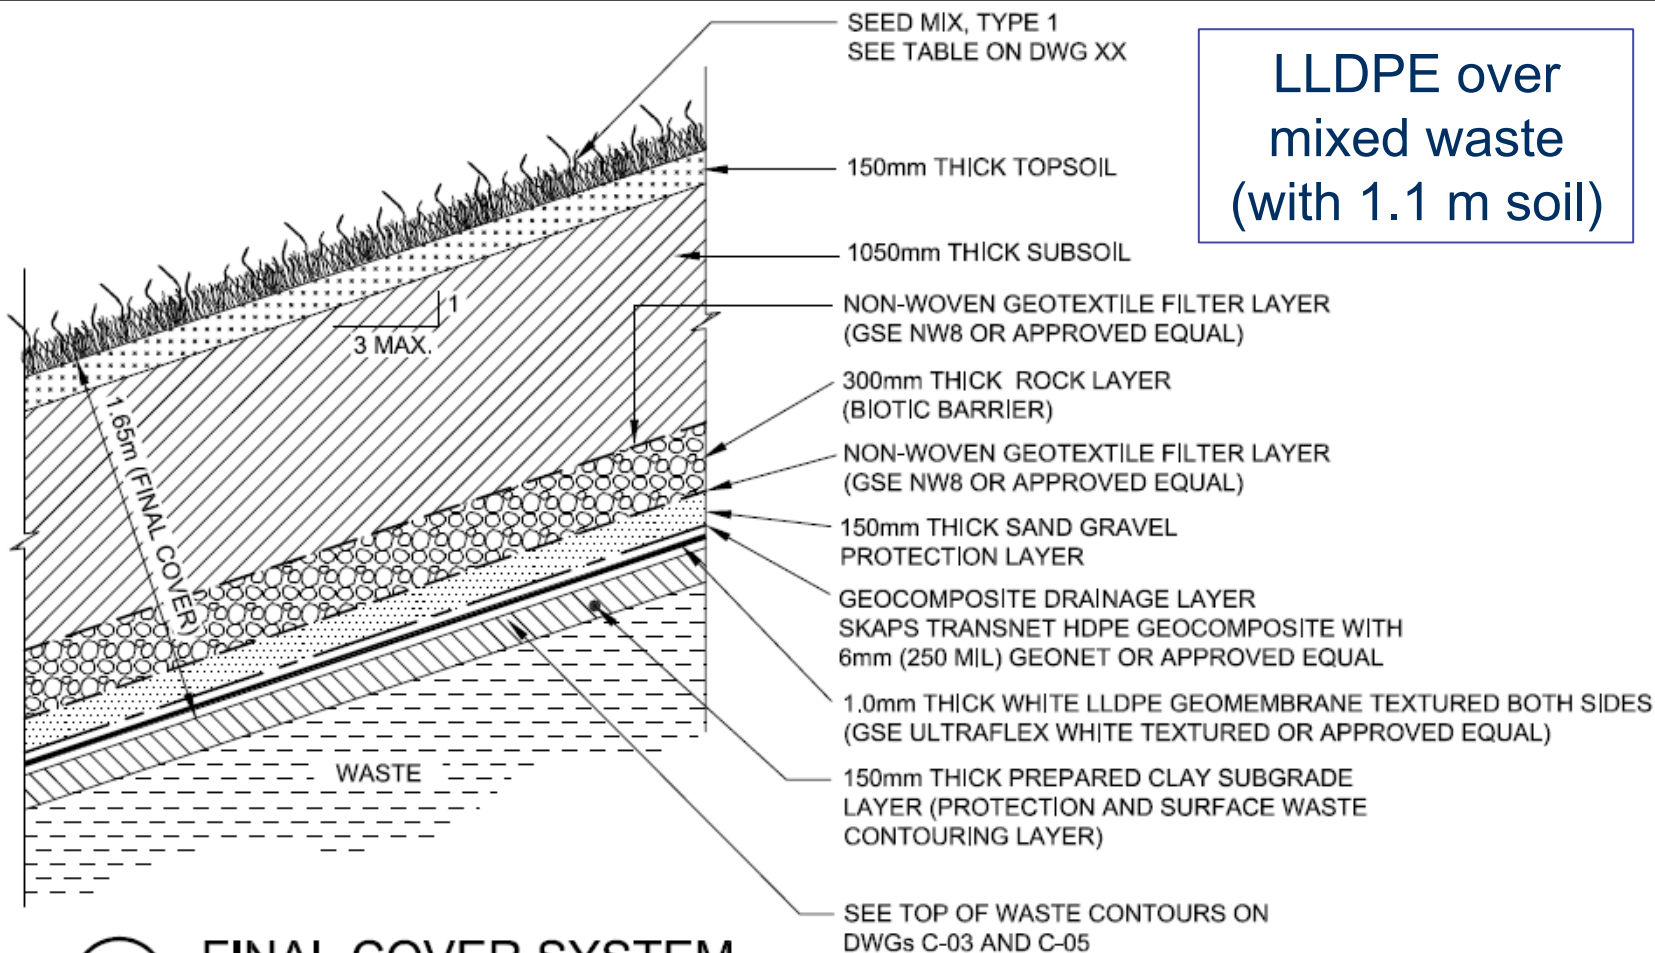 SEED MIX, TYPE 1
SEE TABLE ON DWG XX
LLDPE over
mixed waste
(with 1.1 m soil)
150mm THICK TOPSOIL
1050mm THICK SUBSOIL
1
3 MAX.
NON-WOVEN GEOTEXTILE FILTER LAYER
(GSE NW8 OR APPROVED EQUAL)
300mm THICK ROCK LAYER
(BIOTIC BARRIER)
1.65m (FINAL COVER)
NON-WOVEN GEOTEXTILE FILTER LAYER
(GSE NW8 OR APPROVED EQUAL)
150mm THICK SAND GRAVEL
PROTECTION LAYER
GEOCOMPOSITE DRAINAGE LAYER
SKAPS TRANSNET HDPE GEOCOMPOSITE WITH
6mm (250 MIL) GEONET OR APPROVED EQUAL
1.0mm THICK WHITE LLDPE GEOMEMBRANE TEXTURED BOTH SIDES
(GSE ULTRAFLEX WHITE TEXTURED OR APPROVED EQUAL)
WASTE
150mm THICK PREPARED CLAY SUBGRADE
LAYER (PROTECTION AND SURFACE WASTE
CONTOURING LAYER)
SEE TOP OF WASTE CONTOURS ON
DWGs C-03 AND C-05
FINAL COVER SYSTEM